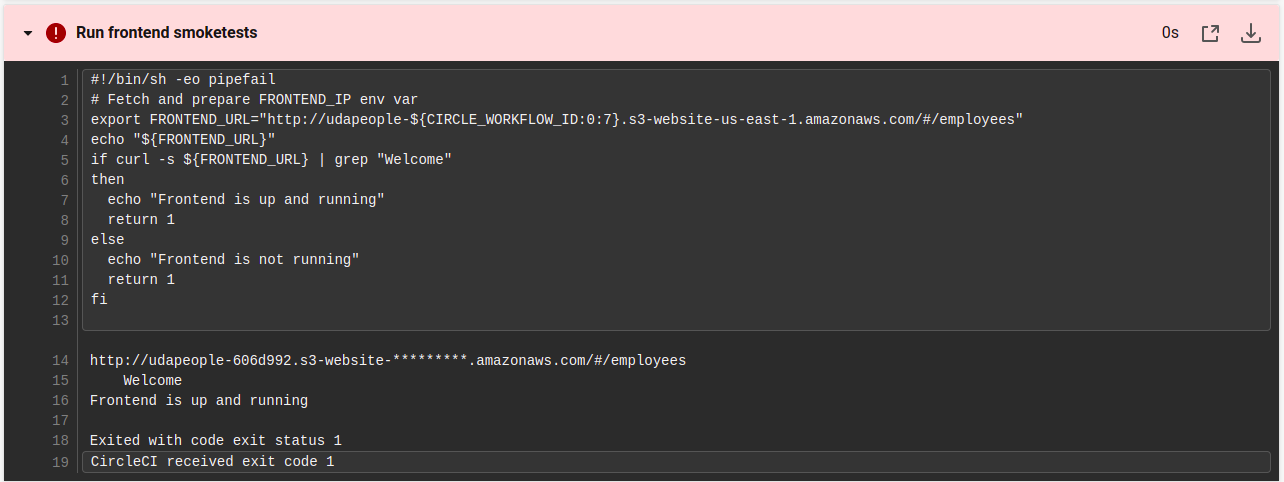 Run frontend smoketests 0s
1 #!/bin/sh -eo pipefail
2 # Fetch and prepare FRONTEND_IP env var
3 export FRONTEND_URL="http://udapeople-${CIRCLE_WORKFLOW_ID:0:7}.s3-website-us-east-1.amazonaws.com/#/employees"
4 echo "${FRONTEND_URL}"
5 if curl -s ${FRONTEND_URL} | grep "Welcome"
6 then
7   echo "Frontend is up and running"
8   return 1
9 else
10   echo "Frontend is not running"
11   return 1
12 fi
13
14 http://udapeople-606d992.s3-website-*********.amazonaws.com/#/employees
15     Welcome
16 Frontend is up and running
17
18 Exited with code exit status 1
19 CircleCI received exit code 1